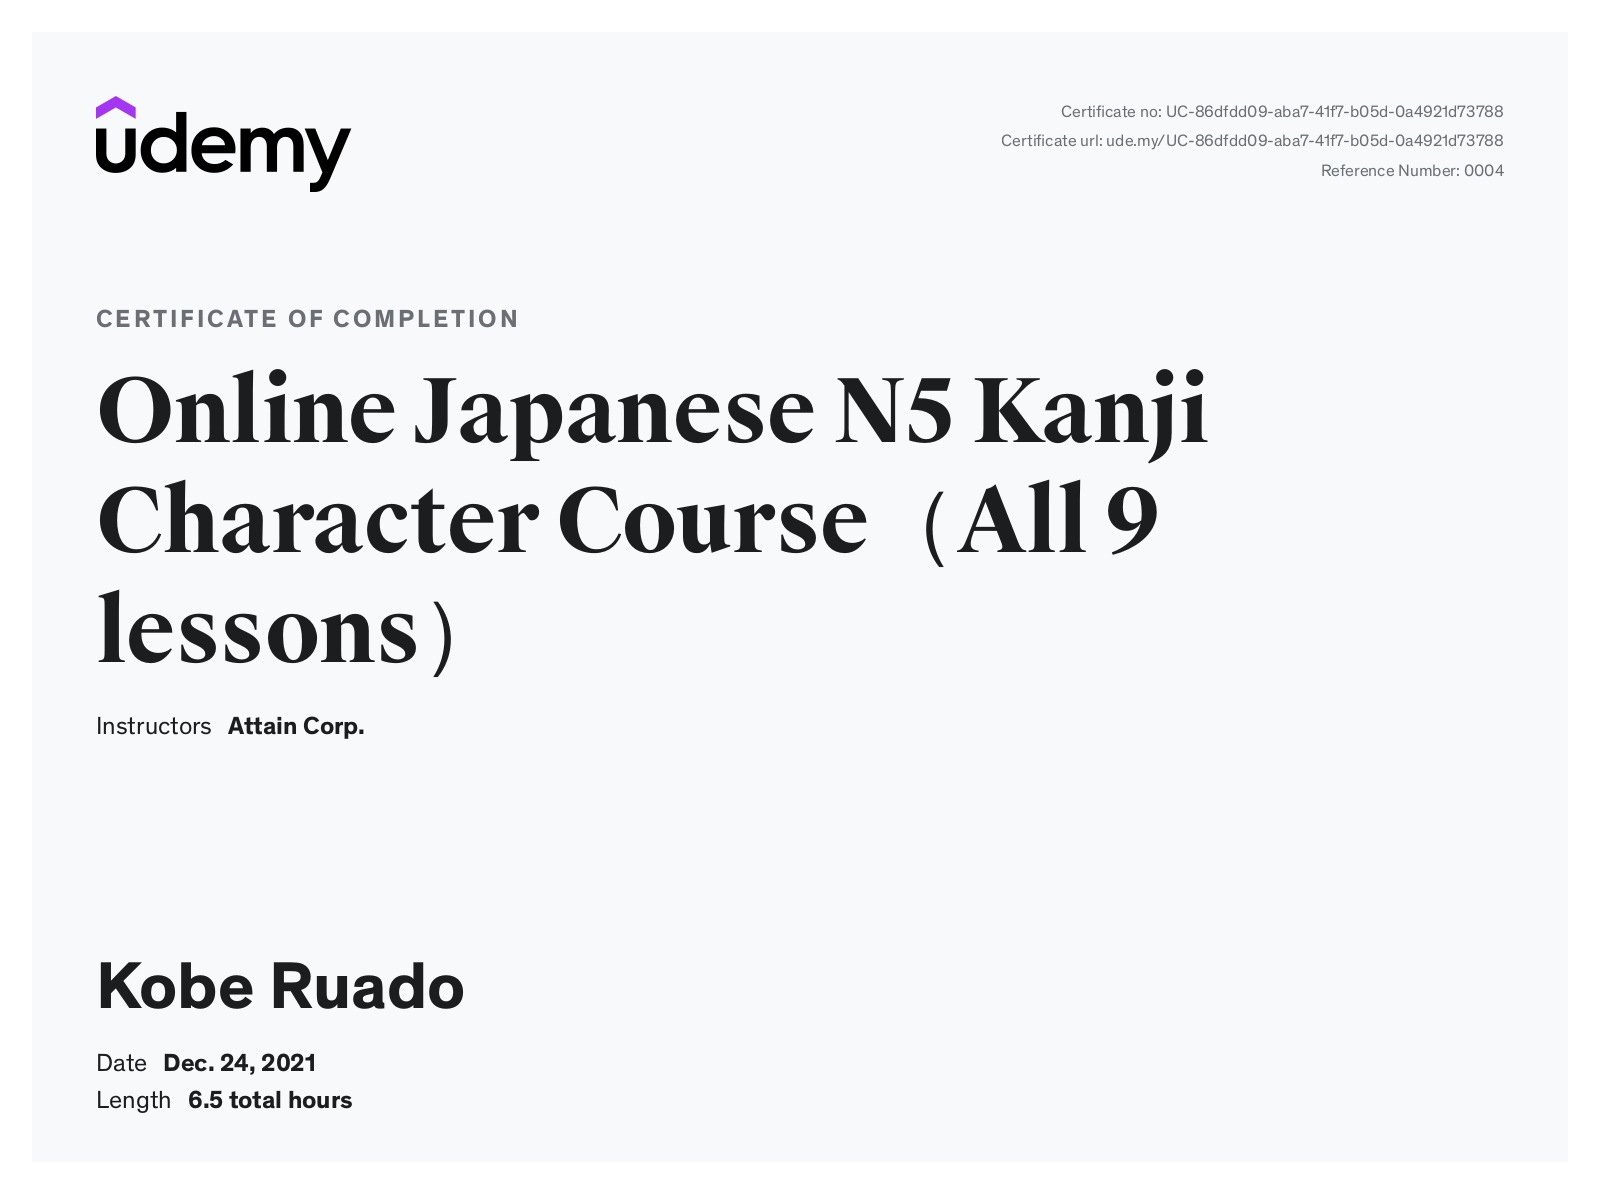 udemy
Certificate no: UC-86dfdd09-aba7-41f7-b05d-0a4921d73788
Certificate url: ude.my/UC-86dfdd09-aba7-41f7-b05d-0a4921d73788
Reference Number: 0004
CERTIFICATE OF COMPLETION
Online Japanese N5 Kanji
Character Course（All 9
lessons）
Instructors Attain Corp.
Kobe Ruado
Date Dec. 24, 2021
Length 6.5 total hours